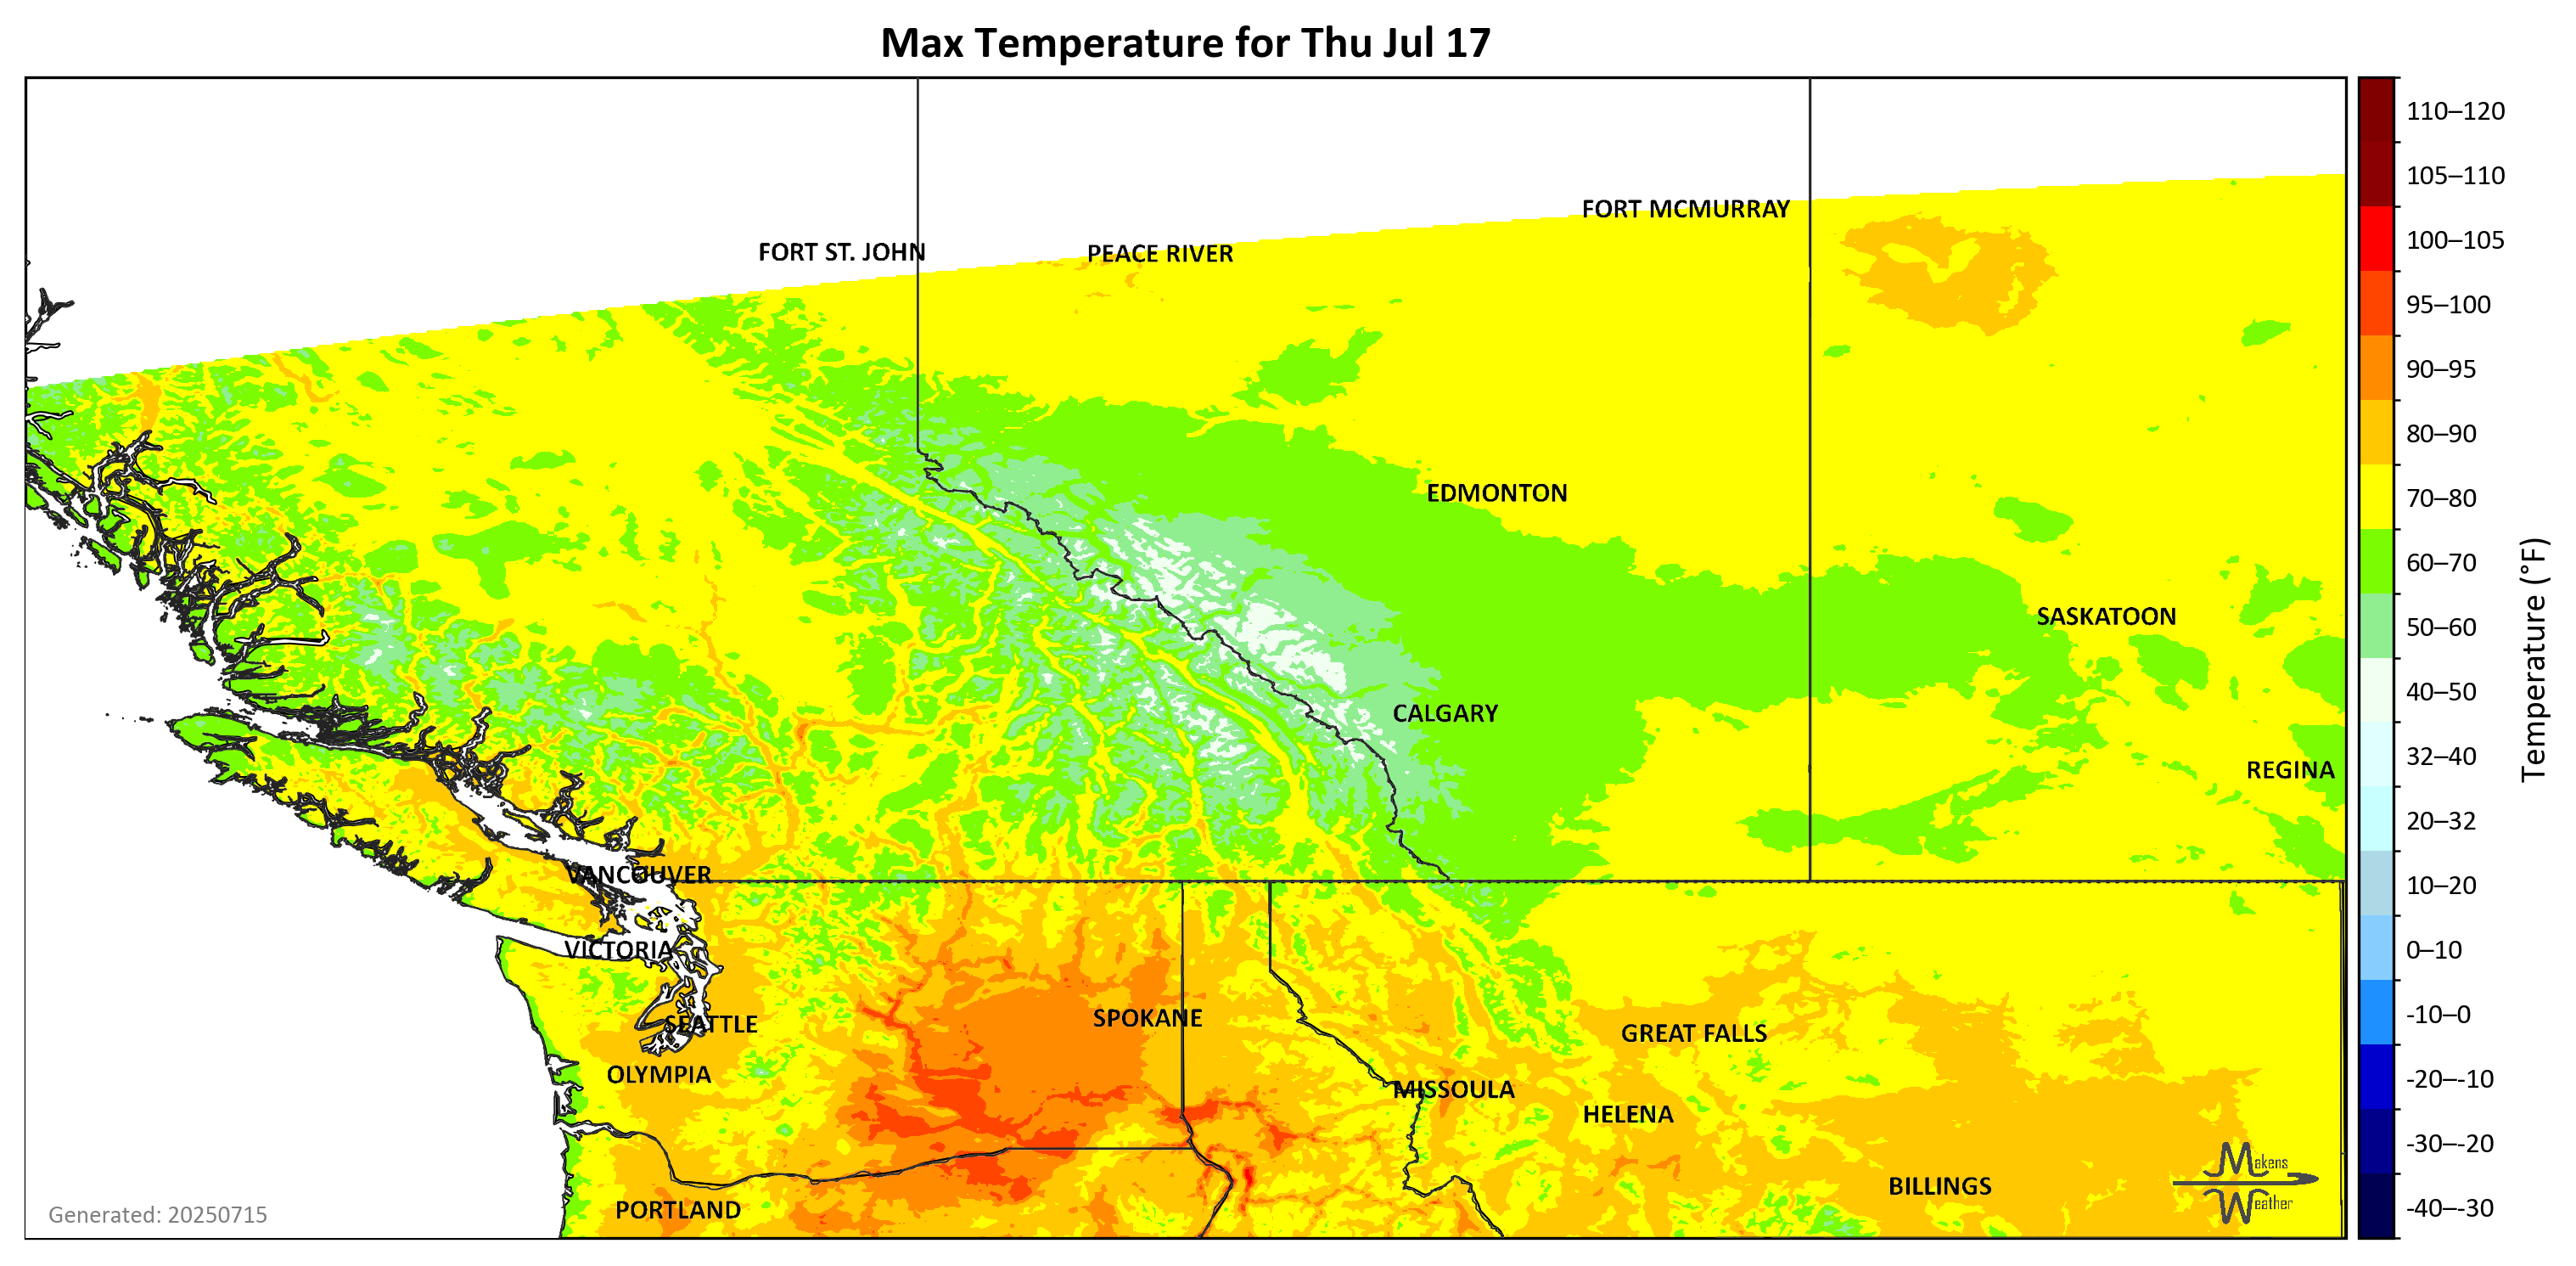 Max Temperature for Thu Jul 17
110–120
105–110
FORT MCMURRAY
100–105
FORT ST. JOHN
PEACE RIVER
95–100
90–95
80–90
EDMONTON
70–80
60–70
SASKATOON
50–60
40–50
CALGARY
32–40
REGINA
20–32
VANCOUVER
10–20
VICTORIA
0–10
SPOKANE
-10–0
SEATTLE
GREAT FALLS
OLYMPIA
-20–-10
MISSOULA
HELENA
-30–-20
BILLINGS
-40–-30
PORTLAND
Temperature (°F)
Makens
Weather
Generated: 20250715